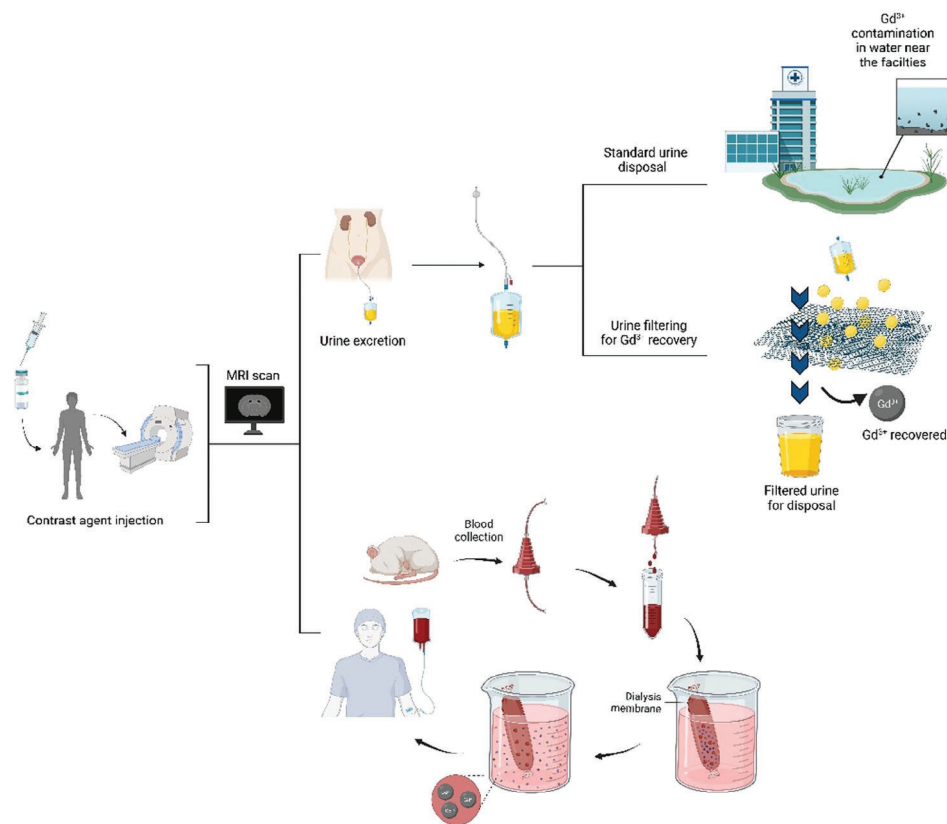 Gd³⁺
contamination
in water near
the facilties
Standard urine
disposal
Urine excretion
Urine filtering
for Gd³⁺ recovery
MRI scan
Gd³⁺
Gd³⁺ recovered
Contrast agent injection
Filtered urine
for disposal
Blood
collection
Dialysis
membrane